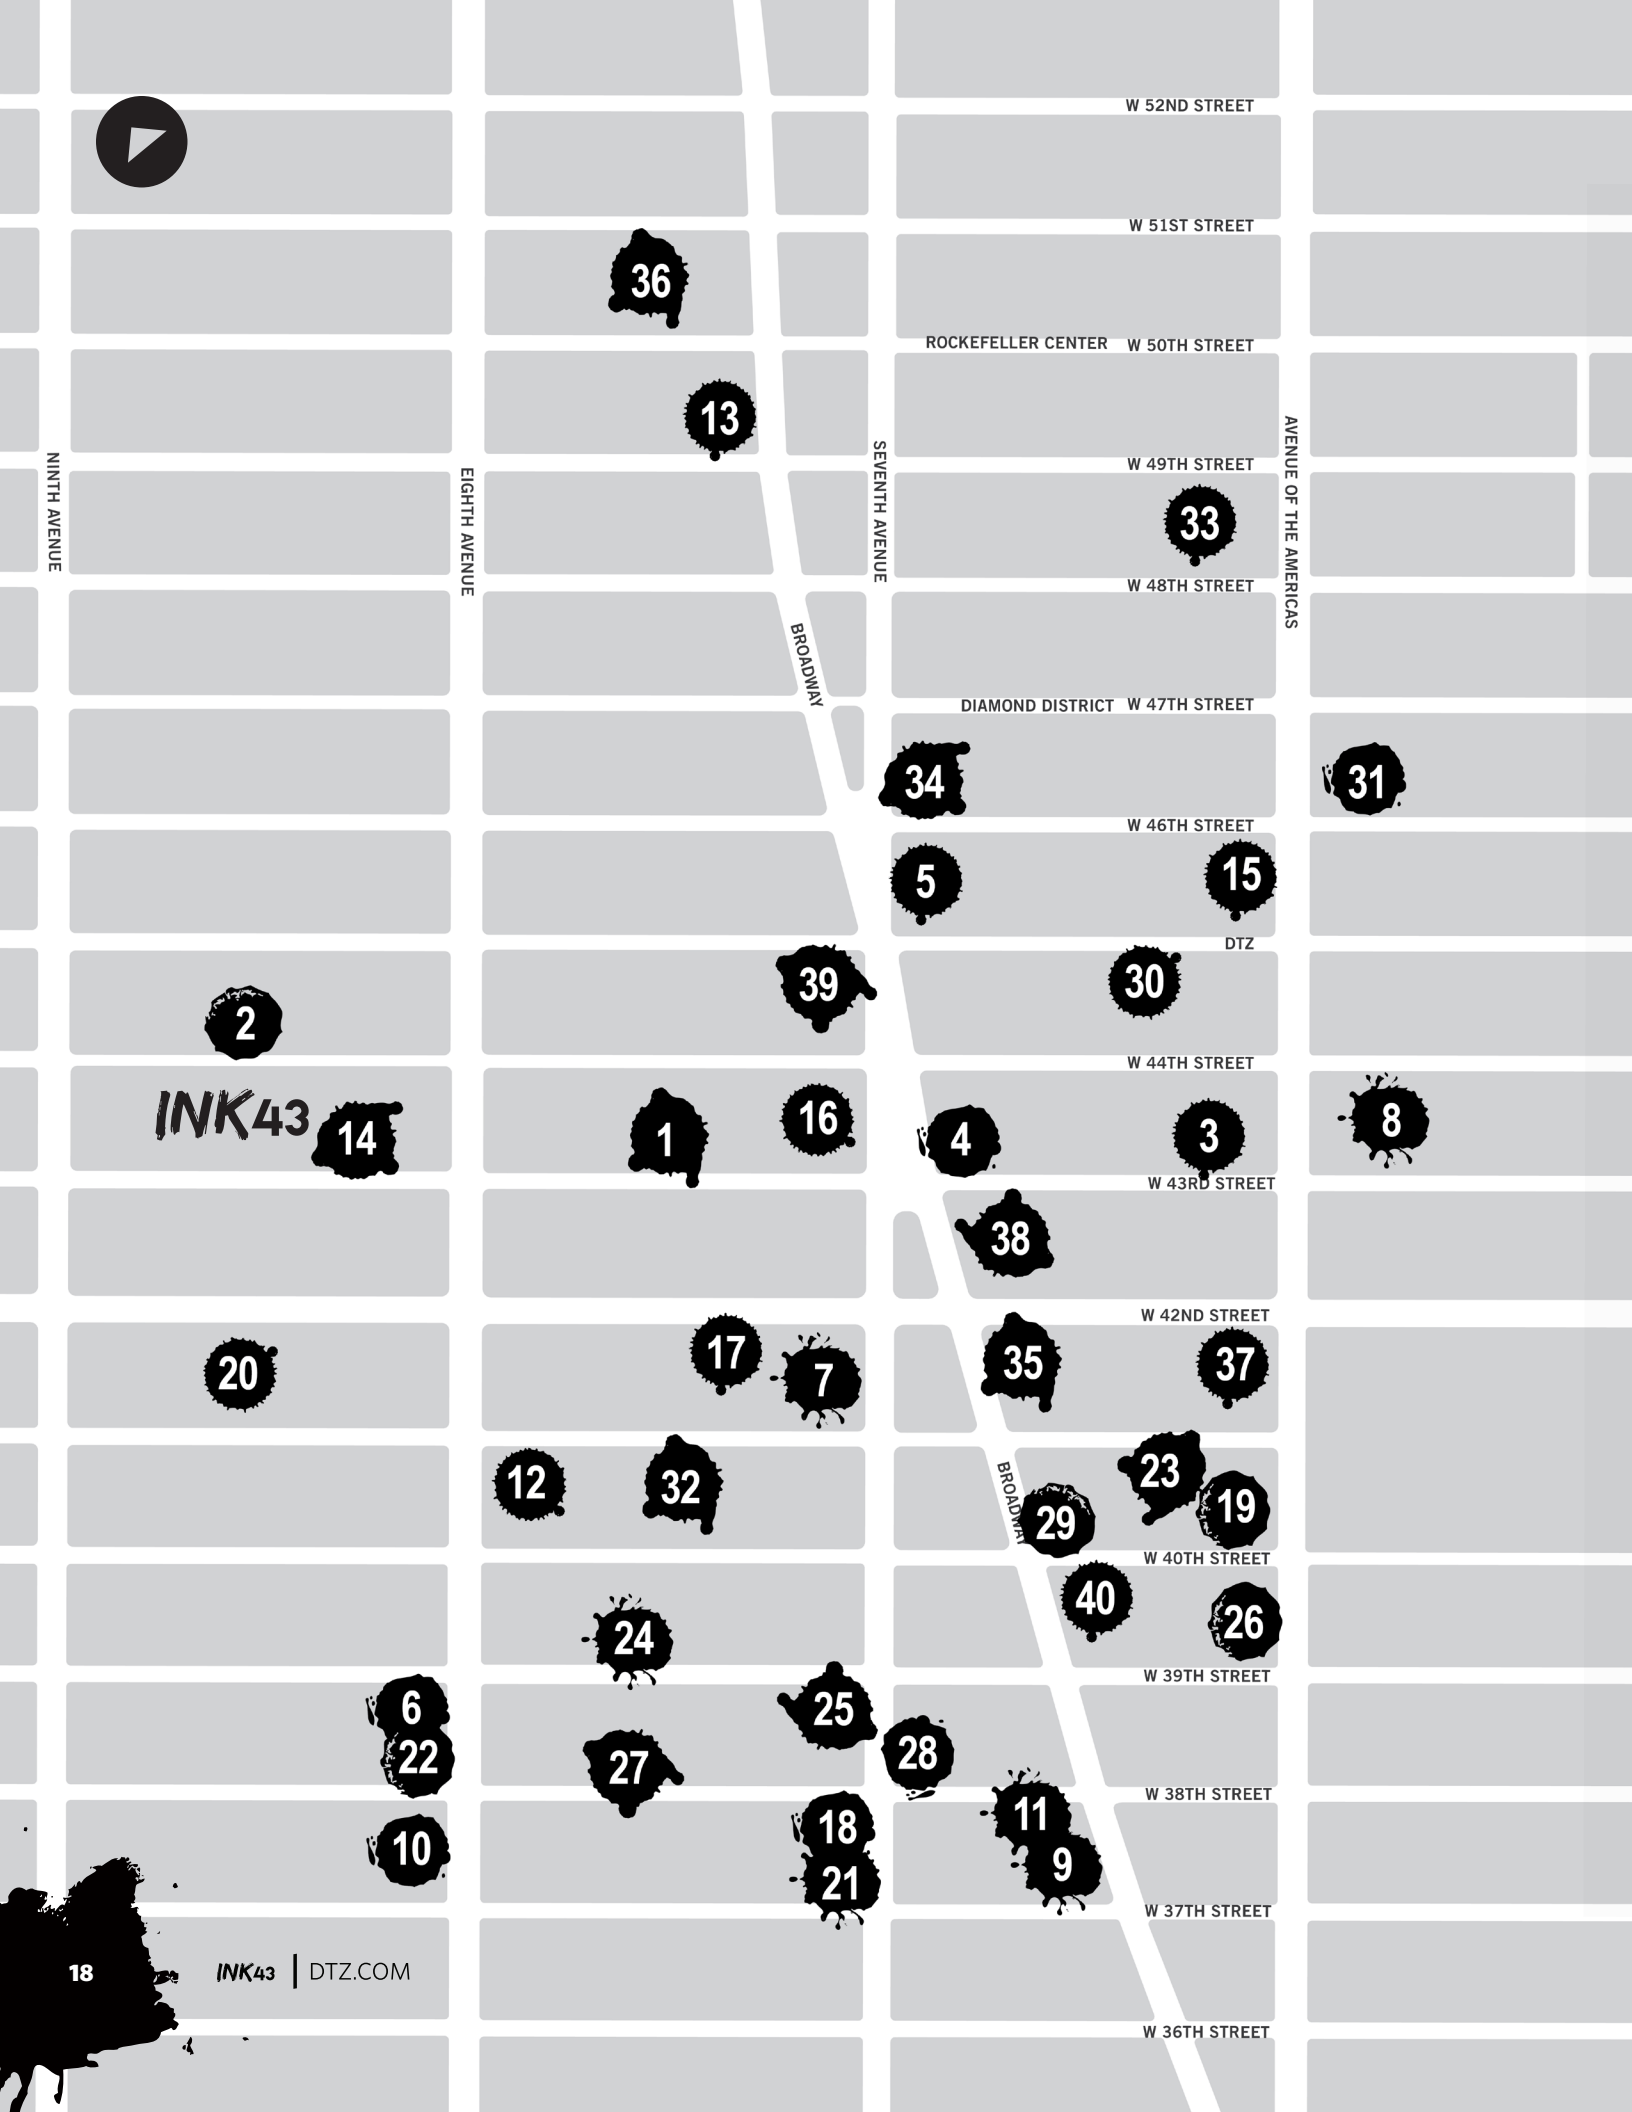 W 52ND STREET
W 51ST STREET
36
ROCKEFELLER CENTER W 50TH STREET
13
AVENUE OF THE AMERICAS
SEVENTH AVENUE
NINTH AVENUE
W 49TH STREET
EIGHTH AVENUE
33
W 48TH STREET
BROADWAY
DIAMOND DISTRICT W 47TH STREET
34
31
W 46TH STREET
5
15
DTZ
39
30
2
W 44TH STREET
INK43
14
1
16
4
3
8
W 43RD STREET
38
W 42ND STREET
20
17
7
35
37
12
32
BROADWAY
29
23
19
W 40TH STREET
24
40
26
W 39TH STREET
6
22
27
25
28
W 38TH STREET
10
18
21
11
9
W 37TH STREET
18
INK43 | DTZ.COM
W 36TH STREET